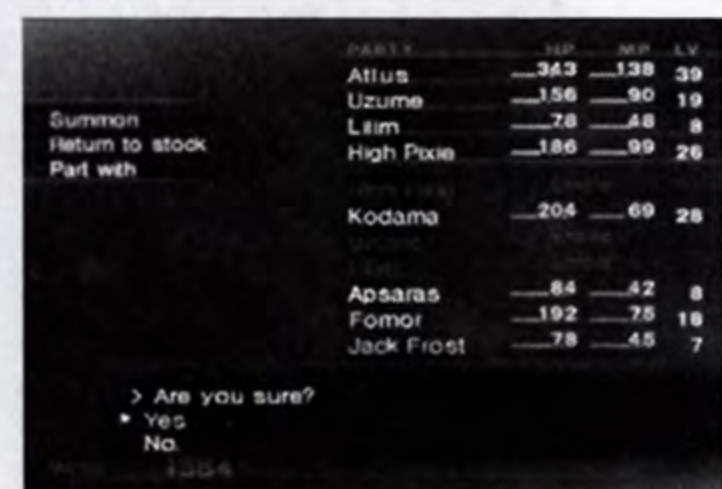 PARTY HP MP LV
Atlus 343 138 39
Uzume 156 90 19
Lilim 78 48 8
High Pixie 186 99 26
Summon
Return to stock
Part with
Kodama 204 69 28
Apsaras 84 42 8
Fomor 192 75 18
Jack Frost 78 45 7
> Are you sure?
Yes
No.
1384